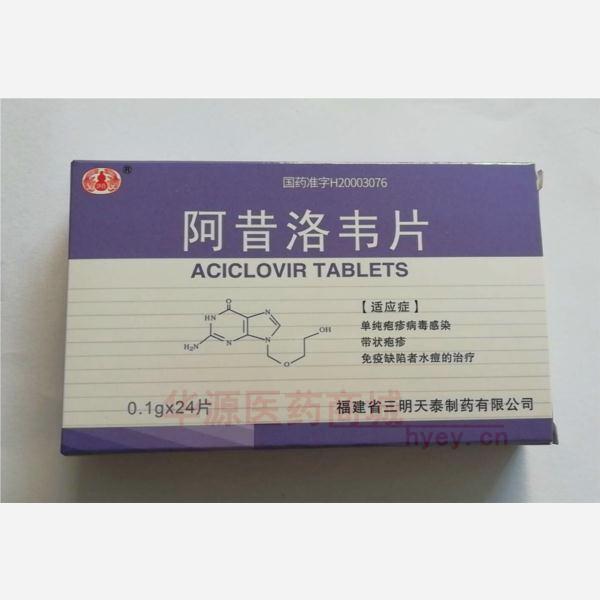 ®
国药准字H20003076
阿昔洛韦片
ACICLOVIR TABLETS
【适应症】
单纯疱疹病毒感染
带状疱疹
免疫缺陷者水痘的治疗
O
HN
N
N
N
H₂N
O
OH
0.1g×24片
福建省三明天泰制药有限公司
华源医药商城
hyey.cn